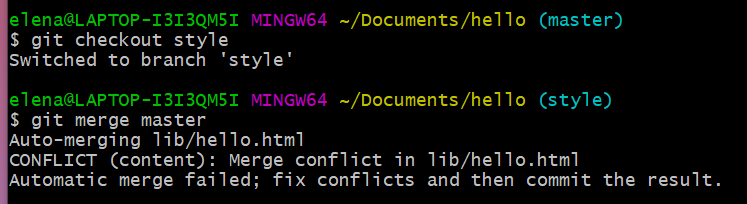 elena@LAPTOP-I3I3QM5I MINGW64 ~/Documents/hello (master)
$ git checkout style
Switched to branch 'style'
elena@LAPTOP-I3I3QM5I MINGW64 ~/Documents/hello (style)
$ git merge master
Auto-merging lib/hello.html
CONFLICT (content): Merge conflict in lib/hello.html
Automatic merge failed; fix conflicts and then commit the result.